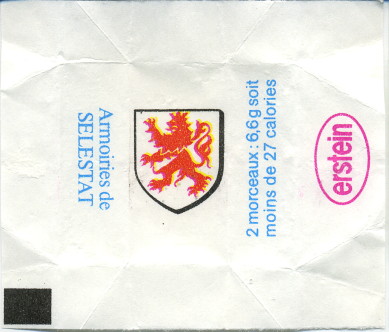 Armoiries de
SELESTAT
2 morceaux : 6,6g soit
moins de 27 calories
erstein